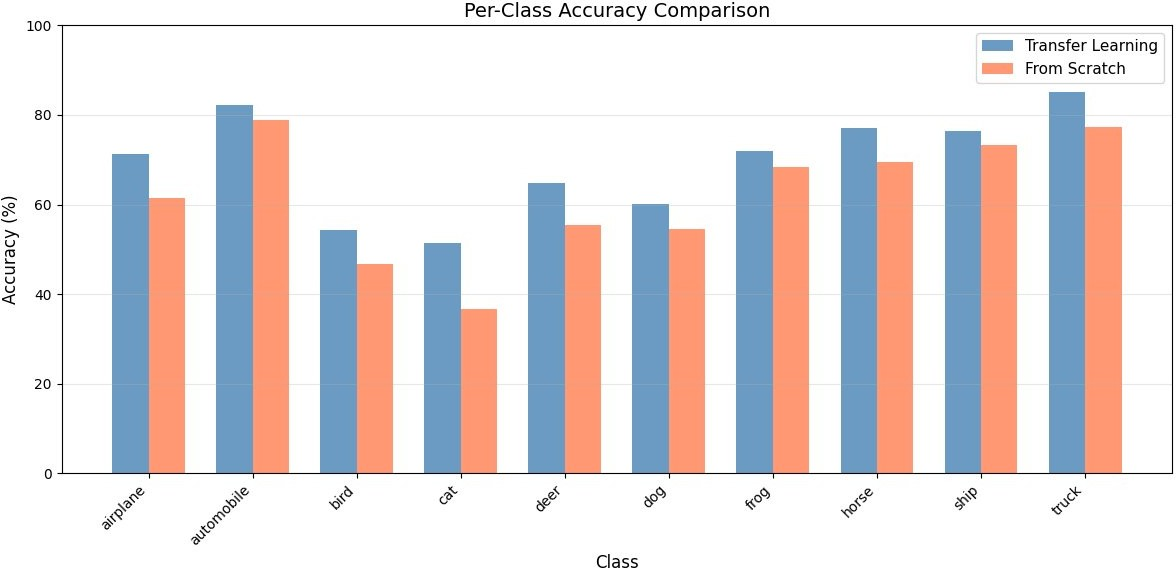 Per-Class Accuracy Comparison
Transfer Learning
From Scratch
Accuracy (%)
100
80
60
40
20
0
airplane
automobile
bird
cat
deer
dog
frog
horse
ship
truck
Class